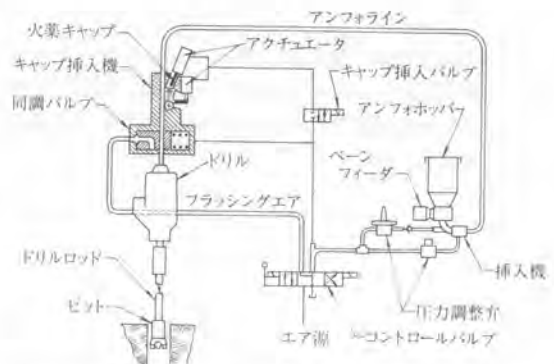 アンフォライン
火薬キャップ
アクチュエータ
キャップ挿入機
キャップ挿入バルブ
同調バルブ
アンフォホッパー
ドリル
ベーン
フィーダー
フラッシングエア
ドリルロッド
挿入機
ビット
圧力調整弁
エア源
コントロールバルブ